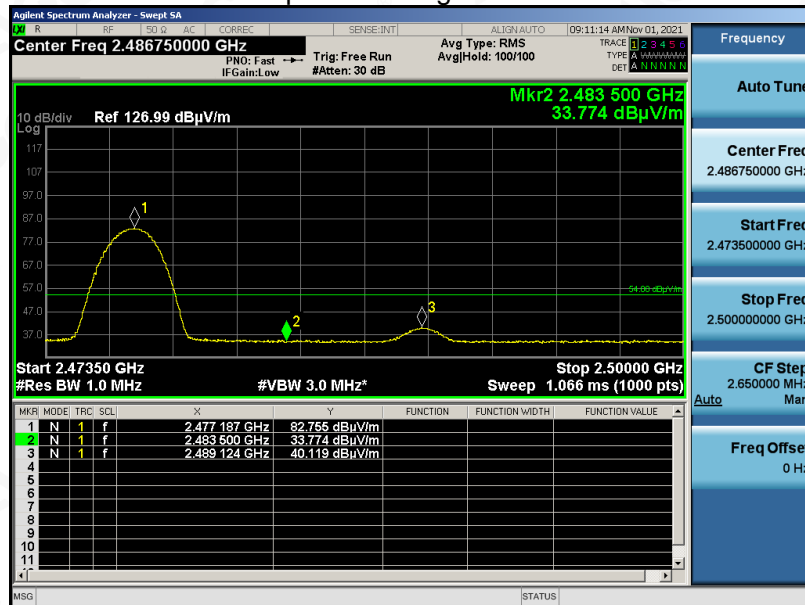 Agilent Spectrum Analyzer - Swept SA
LXI R RF 50 Ω AC CORREC SENSE:INT ALIGN AUTO 09:11:14 AM Nov 01, 2021
Center Freq 2.486750000 GHz
PNO: Fast
IFGain:Low
Trig: Free Run
#Atten: 30 dB
Avg Type: RMS
Avg|Hold: 100/100
TRACE 1 2 3 4 5 6
TYPE A WWWWW
DET A N N N N N
Mkr2 2.483 500 GHz
33.774 dBµV/m
10 dB/div Ref 126.99 dBµV/m
Log
117
107
97.0
87.0
77.0
67.0
57.0
47.0
37.0
1
2
3
54.00 dBµV/m
Start 2.47350 GHz Stop 2.50000 GHz
#Res BW 1.0 MHz #VBW 3.0 MHz* Sweep 1.066 ms (1000 pts)
MKR MODE TRC SCL X Y FUNCTION FUNCTION WIDTH FUNCTION VALUE
1 N 1 f 2.477 187 GHz 82.755 dBµV/m
2 N 1 f 2.483 500 GHz 33.774 dBµV/m
3 N 1 f 2.489 124 GHz 40.119 dBµV/m
4
5
6
7
8
9
10
11
MSG STATUS
Frequency
Auto Tune
Center Freq
2.486750000 GHz
Start Freq
2.473500000 GHz
Stop Freq
2.500000000 GHz
CF Step
2.650000 MHz
Auto Man
Freq Offset
0 Hz